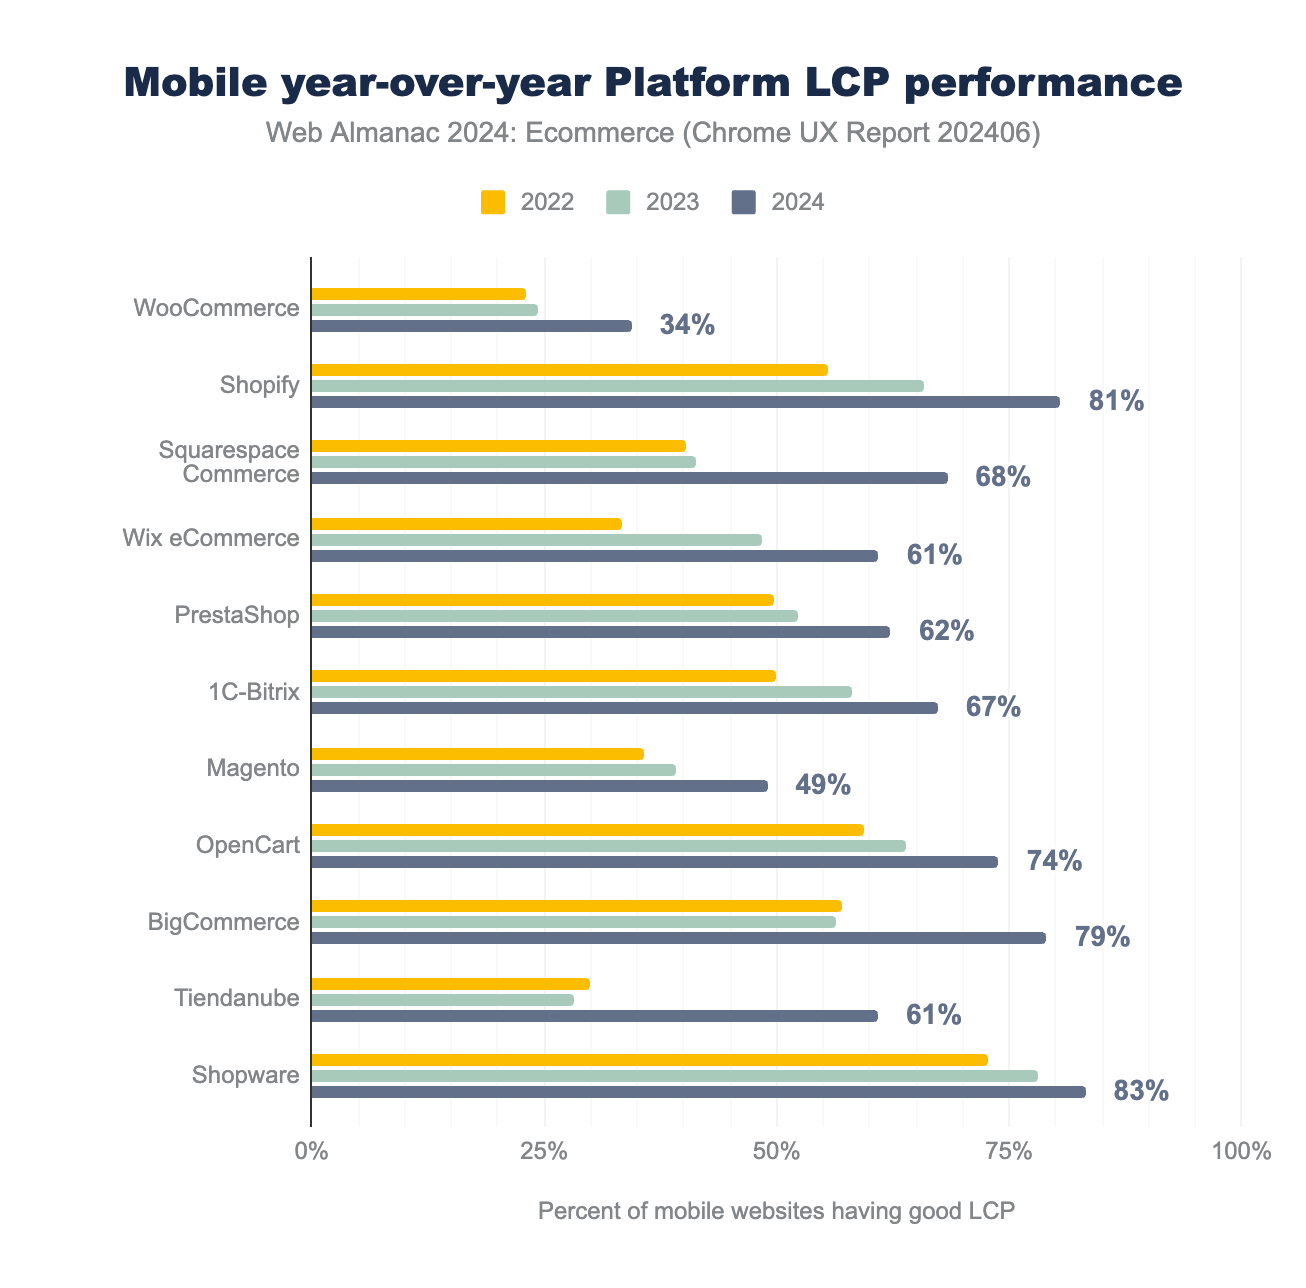 Mobile year-over-year Platform LCP performance
Web Almanac 2024: Ecommerce (Chrome UX Report 202406)
2022 2023 2024
WooCommerce
34%
Shopify
81%
Squarespace
Commerce
68%
Wix eCommerce
61%
PrestaShop
62%
1C-Bitrix
67%
Magento
49%
OpenCart
74%
BigCommerce
79%
Tiendanube
61%
Shopware
83%
0% 25% 50% 75% 100%
Percent of mobile websites having good LCP